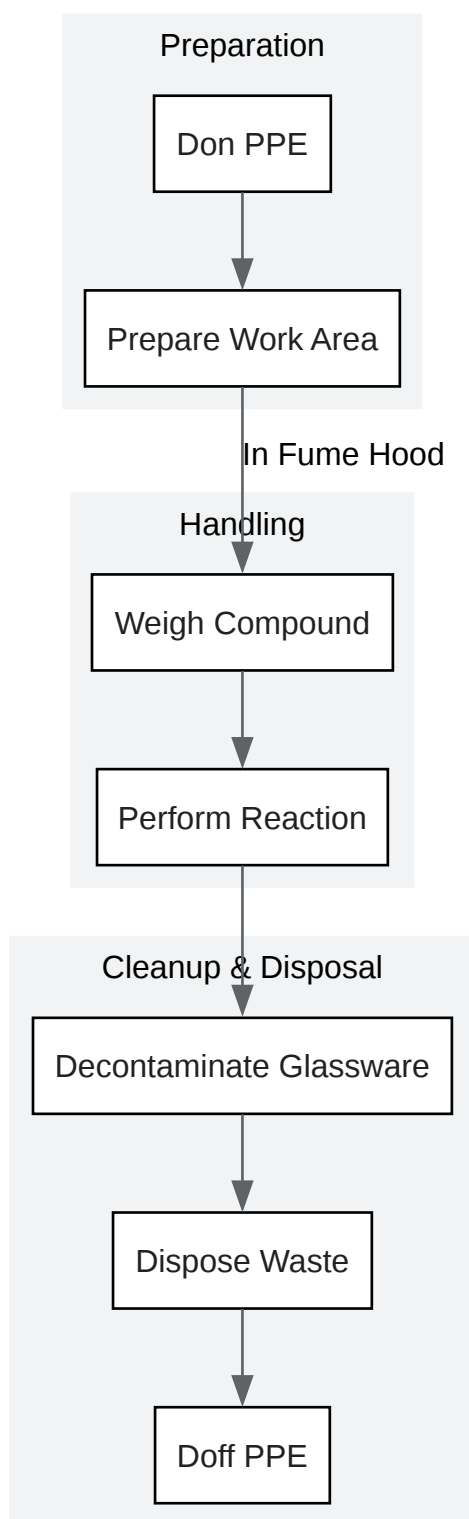 Preparation
Don PPE
Prepare Work Area
In Fume Hood
Handling
Weigh Compound
Perform Reaction
Cleanup & Disposal
Decontaminate Glassware
Dispose Waste
Doff PPE